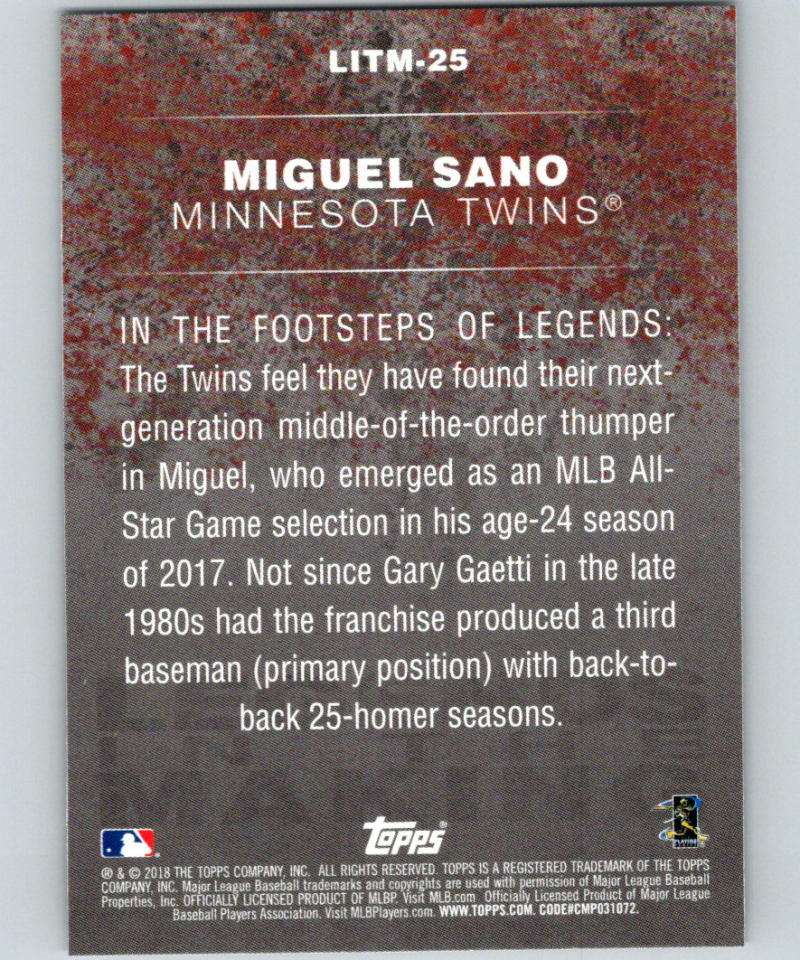 LITM-25
MIGUEL SANO
MINNESOTA TWINS®
IN THE FOOTSTEPS OF LEGENDS:
The Twins feel they have found their next-
generation middle-of-the-order thumper
in Miguel, who emerged as an MLB All-
Star Game selection in his age-24 season
of 2017. Not since Gary Gaetti in the late
1980s had the franchise produced a third
baseman (primary position) with back-to-
back 25-homer seasons.
LEGENDS
IN THE
MAKING
Topps®
® & © 2018 THE TOPPS COMPANY, INC. ALL RIGHTS RESERVED. TOPPS IS A REGISTERED TRADEMARK OF THE TOPPS
COMPANY, INC. Major League Baseball trademarks and copyrights are used with permission of Major League Baseball
Properties, Inc. OFFICIALLY LICENSED PRODUCT OF MLBP. Visit MLB.com Officially Licensed Product of Major League
Baseball Players Association. Visit MLBPlayers.com. WWW.TOPPS.COM. CODE#CMP031072.